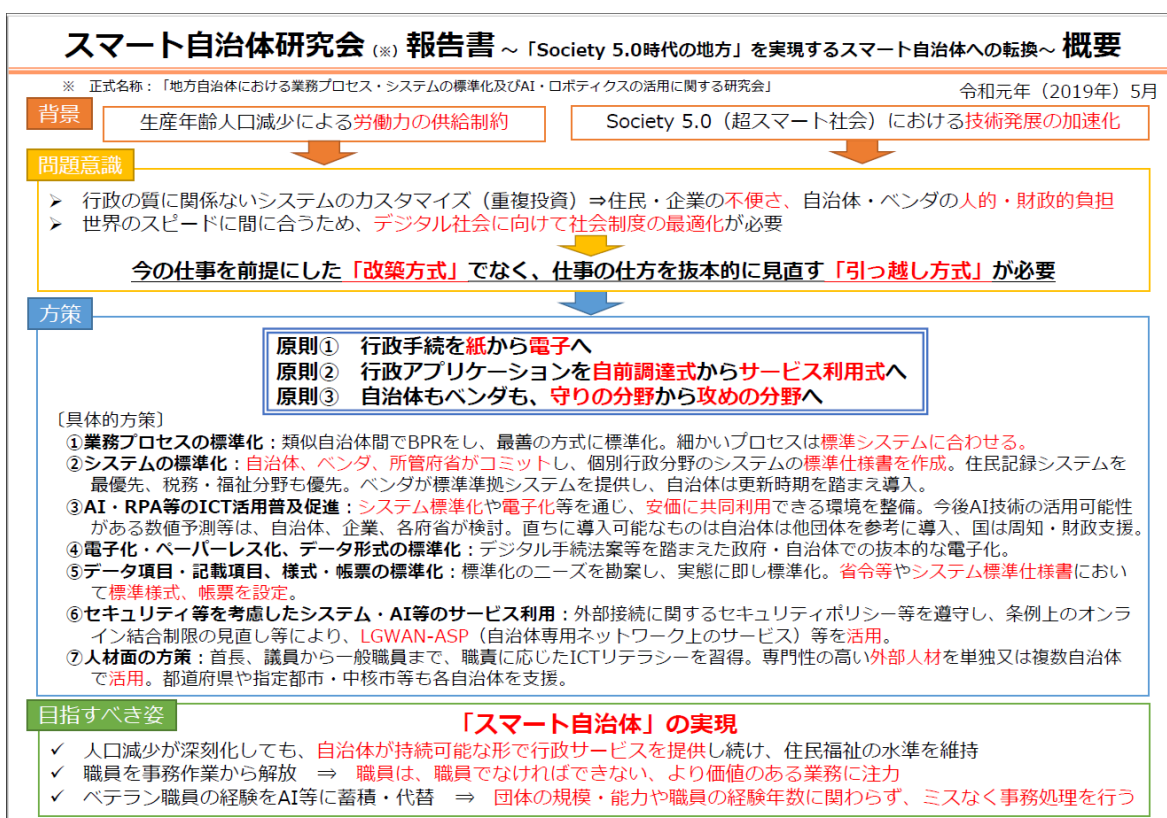 スマート自治体研究会(※)報告書～「Society 5.0時代の地方」を実現するスマート自治体への転換～概要
※ 正式名称：「地方自治体における業務プロセス・システムの標準化及びAI・ロボティクスの活用に関する研究会」
令和元年（2019年）5月
背景
生産年齢人口減少による労働力の供給制約
Society 5.0（超スマート社会）における技術発展の加速化
問題意識
➢ 行政の質に関係ないシステムのカスタマイズ（重複投資）⇒住民・企業の不便さ、自治体・ベンダの人的・財政的負担
➢ 世界のスピードに間に合うため、デジタル社会に向けて社会制度の最適化が必要
今の仕事を前提にした「改築方式」でなく、仕事の仕方を抜本的に見直す「引っ越し方式」が必要
方策
原則① 行政手続を紙から電子へ
原則② 行政アプリケーションを自前調達式からサービス利用式へ
原則③ 自治体もベンダも、守りの分野から攻めの分野へ
〔具体的方策〕
①業務プロセスの標準化：類似自治体間でBPRをし、最善の方式に標準化。細かいプロセスは標準システムに合わせる。
②システムの標準化：自治体、ベンダ、所管府省がコミットし、個別行政分野のシステムの標準仕様書を作成。住民記録システムを
最優先、税務・福祉分野も優先。ベンダが標準準拠システムを提供し、自治体は更新時期を踏まえ導入。
③AI・RPA等のICT活用普及促進：システム標準化や電子化等を通じ、安価に共同利用できる環境を整備。今後AI技術の活用可能性
がある数値予測等は、自治体、企業、各府省が検討。直ちに導入可能なものは自治体は他団体を参考に導入、国は周知・財政支援。
④電子化・ペーパーレス化、データ形式の標準化：デジタル手続法案等を踏まえた政府・自治体での抜本的な電子化。
⑤データ項目・記載項目、様式・帳票の標準化：標準化のニーズを勘案し、実態に即し標準化。省令等やシステム標準仕様書におい
て標準様式、帳票を設定。
⑥セキュリティ等を考慮したシステム・AI等のサービス利用：外部接続に関するセキュリティポリシー等を遵守し、条例上のオンラ
イン結合制限の見直し等により、LGWAN-ASP（自治体専用ネットワーク上のサービス）等を活用。
⑦人材面の方策：首長、議員から一般職員まで、職責に応じたICTリテラシーを習得。専門性の高い外部人材を単独又は複数自治体
で活用。都道府県や指定都市・中核市等も各自治体を支援。
目指すべき姿
「スマート自治体」の実現
✓ 人口減少が深刻化しても、自治体が持続可能な形で行政サービスを提供し続け、住民福祉の水準を維持
✓ 職員を事務作業から解放 ⇒ 職員は、職員でなければできない、より価値のある業務に注力
✓ ベテラン職員の経験をAI等に蓄積・代替 ⇒ 団体の規模・能力や職員の経験年数に関わらず、ミスなく事務処理を行う